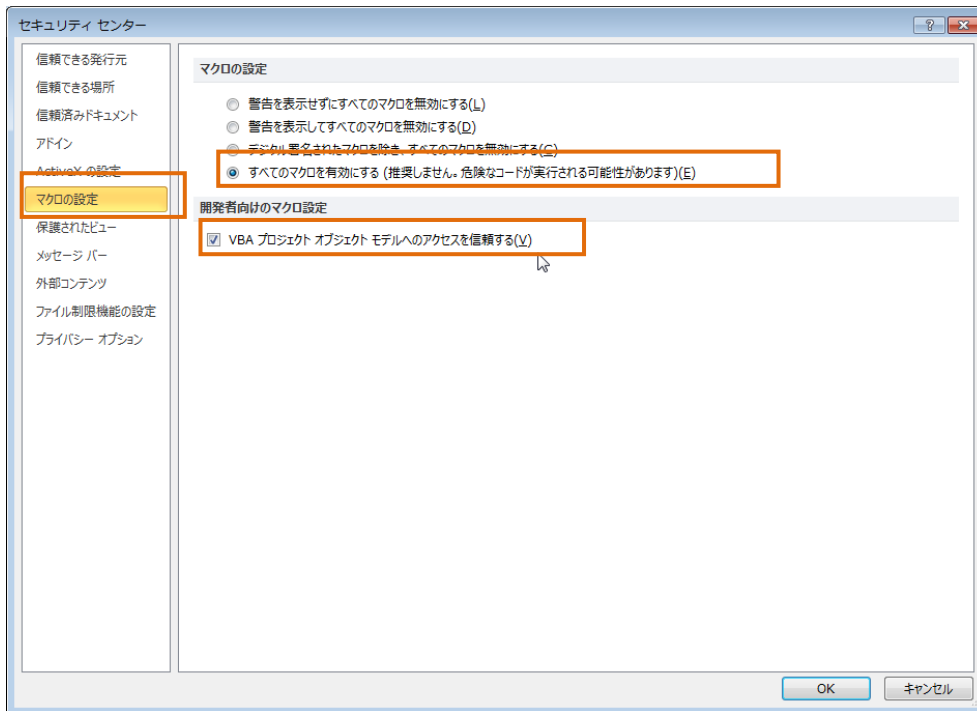 セキュリティ センター
信頼できる発行元
信頼できる場所
信頼済みドキュメント
アドイン
ActiveX の設定
マクロの設定
保護されたビュー
メッセージ バー
外部コンテンツ
ファイル制限機能の設定
プライバシー オプション
マクロの設定
警告を表示せずにすべてのマクロを無効にする(L)
警告を表示してすべてのマクロを無効にする(D)
デジタル署名されたマクロを除き、すべてのマクロを無効にする(G)
すべてのマクロを有効にする (推奨しません。危険なコードが実行される可能性があります)(E)
開発者向けのマクロ設定
VBA プロジェクト オブジェクト モデルへのアクセスを信頼する(V)
OK
キャンセル